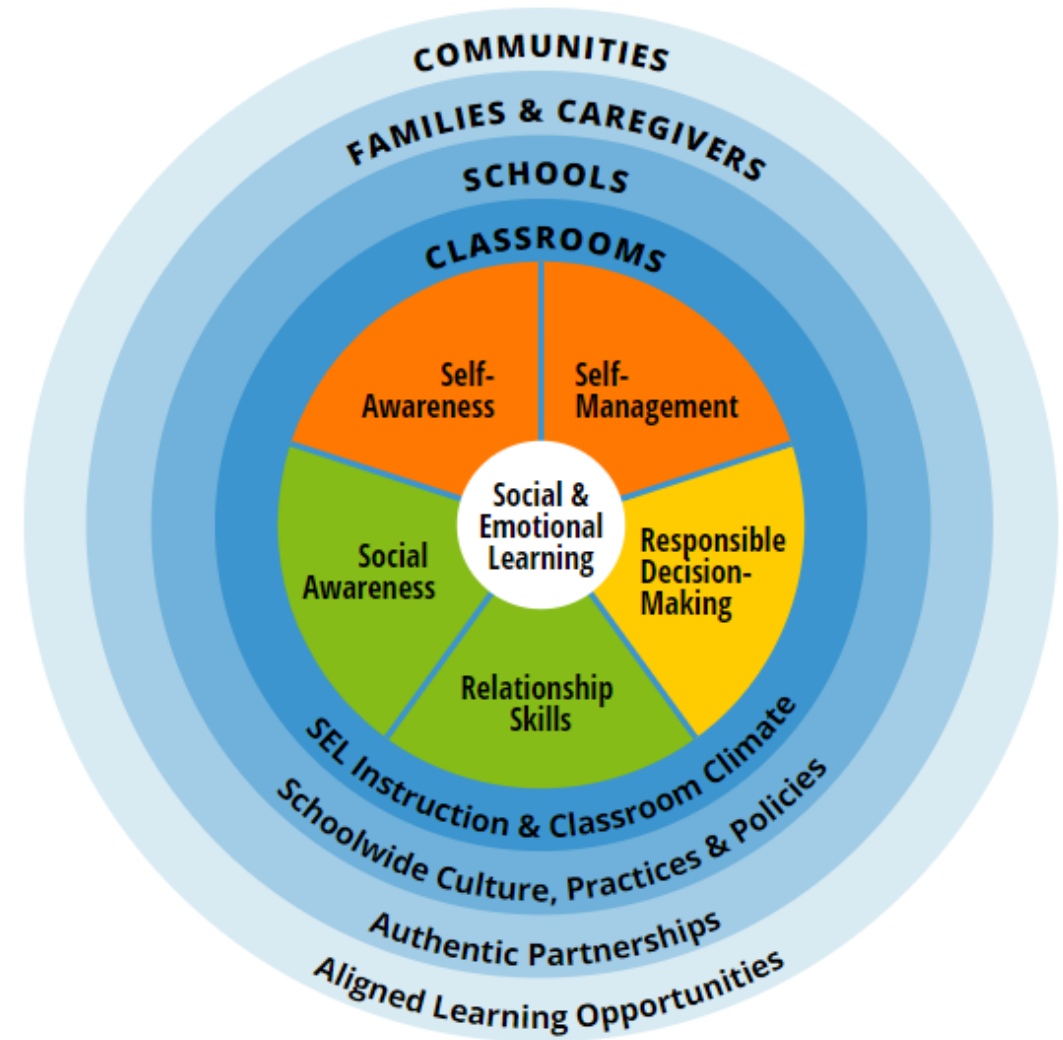 COMMUNITIES
FAMILIES & CAREGIVERS
SCHOOLS
CLASSROOMS
Self-
Awareness
Self-
Management
Social &
Emotional
Learning
Social
Awareness
Responsible
Decision-
Making
Relationship
Skills
SEL Instruction & Classroom Climate
Schoolwide Culture, Practices & Policies
Authentic Partnerships
Aligned Learning Opportunities